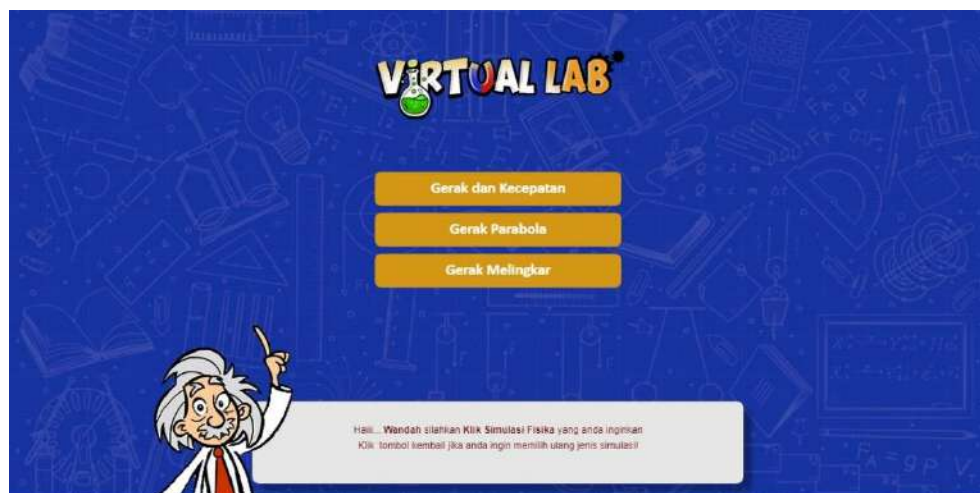 VIRTUAL LAB
Gerak dan Kecepatan
Gerak Parabola
Gerak Melingkar
Haiii... Wandah silahkan Klik Simulasi Fisika yang anda inginkan
Klik tombol kembali jika anda ingin memilih ulang jenis simulasi!